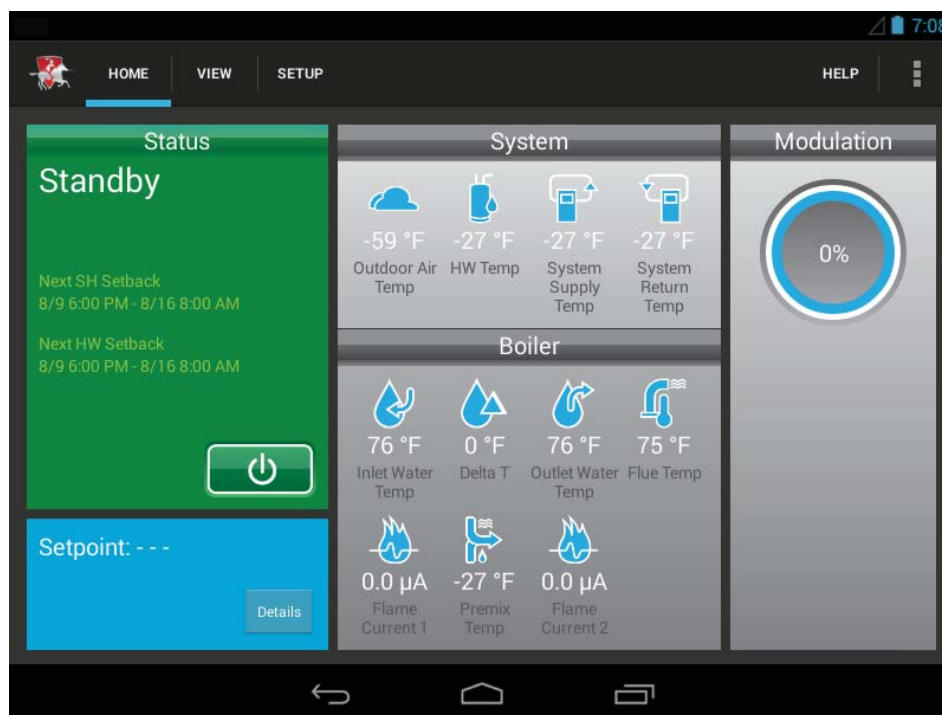 7:08
HOME
VIEW
SETUP
HELP
Status
Standby
Next SH Setback
8/9 6:00 PM - 8/16 8:00 AM
Next HW Setback
8/9 6:00 PM - 8/16 8:00 AM
Setpoint: - - -
Details
System
-59 °F
Outdoor Air
Temp
-27 °F
HW Temp
-27 °F
System
Supply
Temp
-27 °F
System
Return
Temp
Boiler
76 °F
Inlet Water
Temp
0 °F
Delta T
76 °F
Outlet Water
Temp
75 °F
Flue Temp
0.0 µA
Flame
Current 1
-27 °F
Premix
Temp
0.0 µA
Flame
Current 2
Modulation
0%